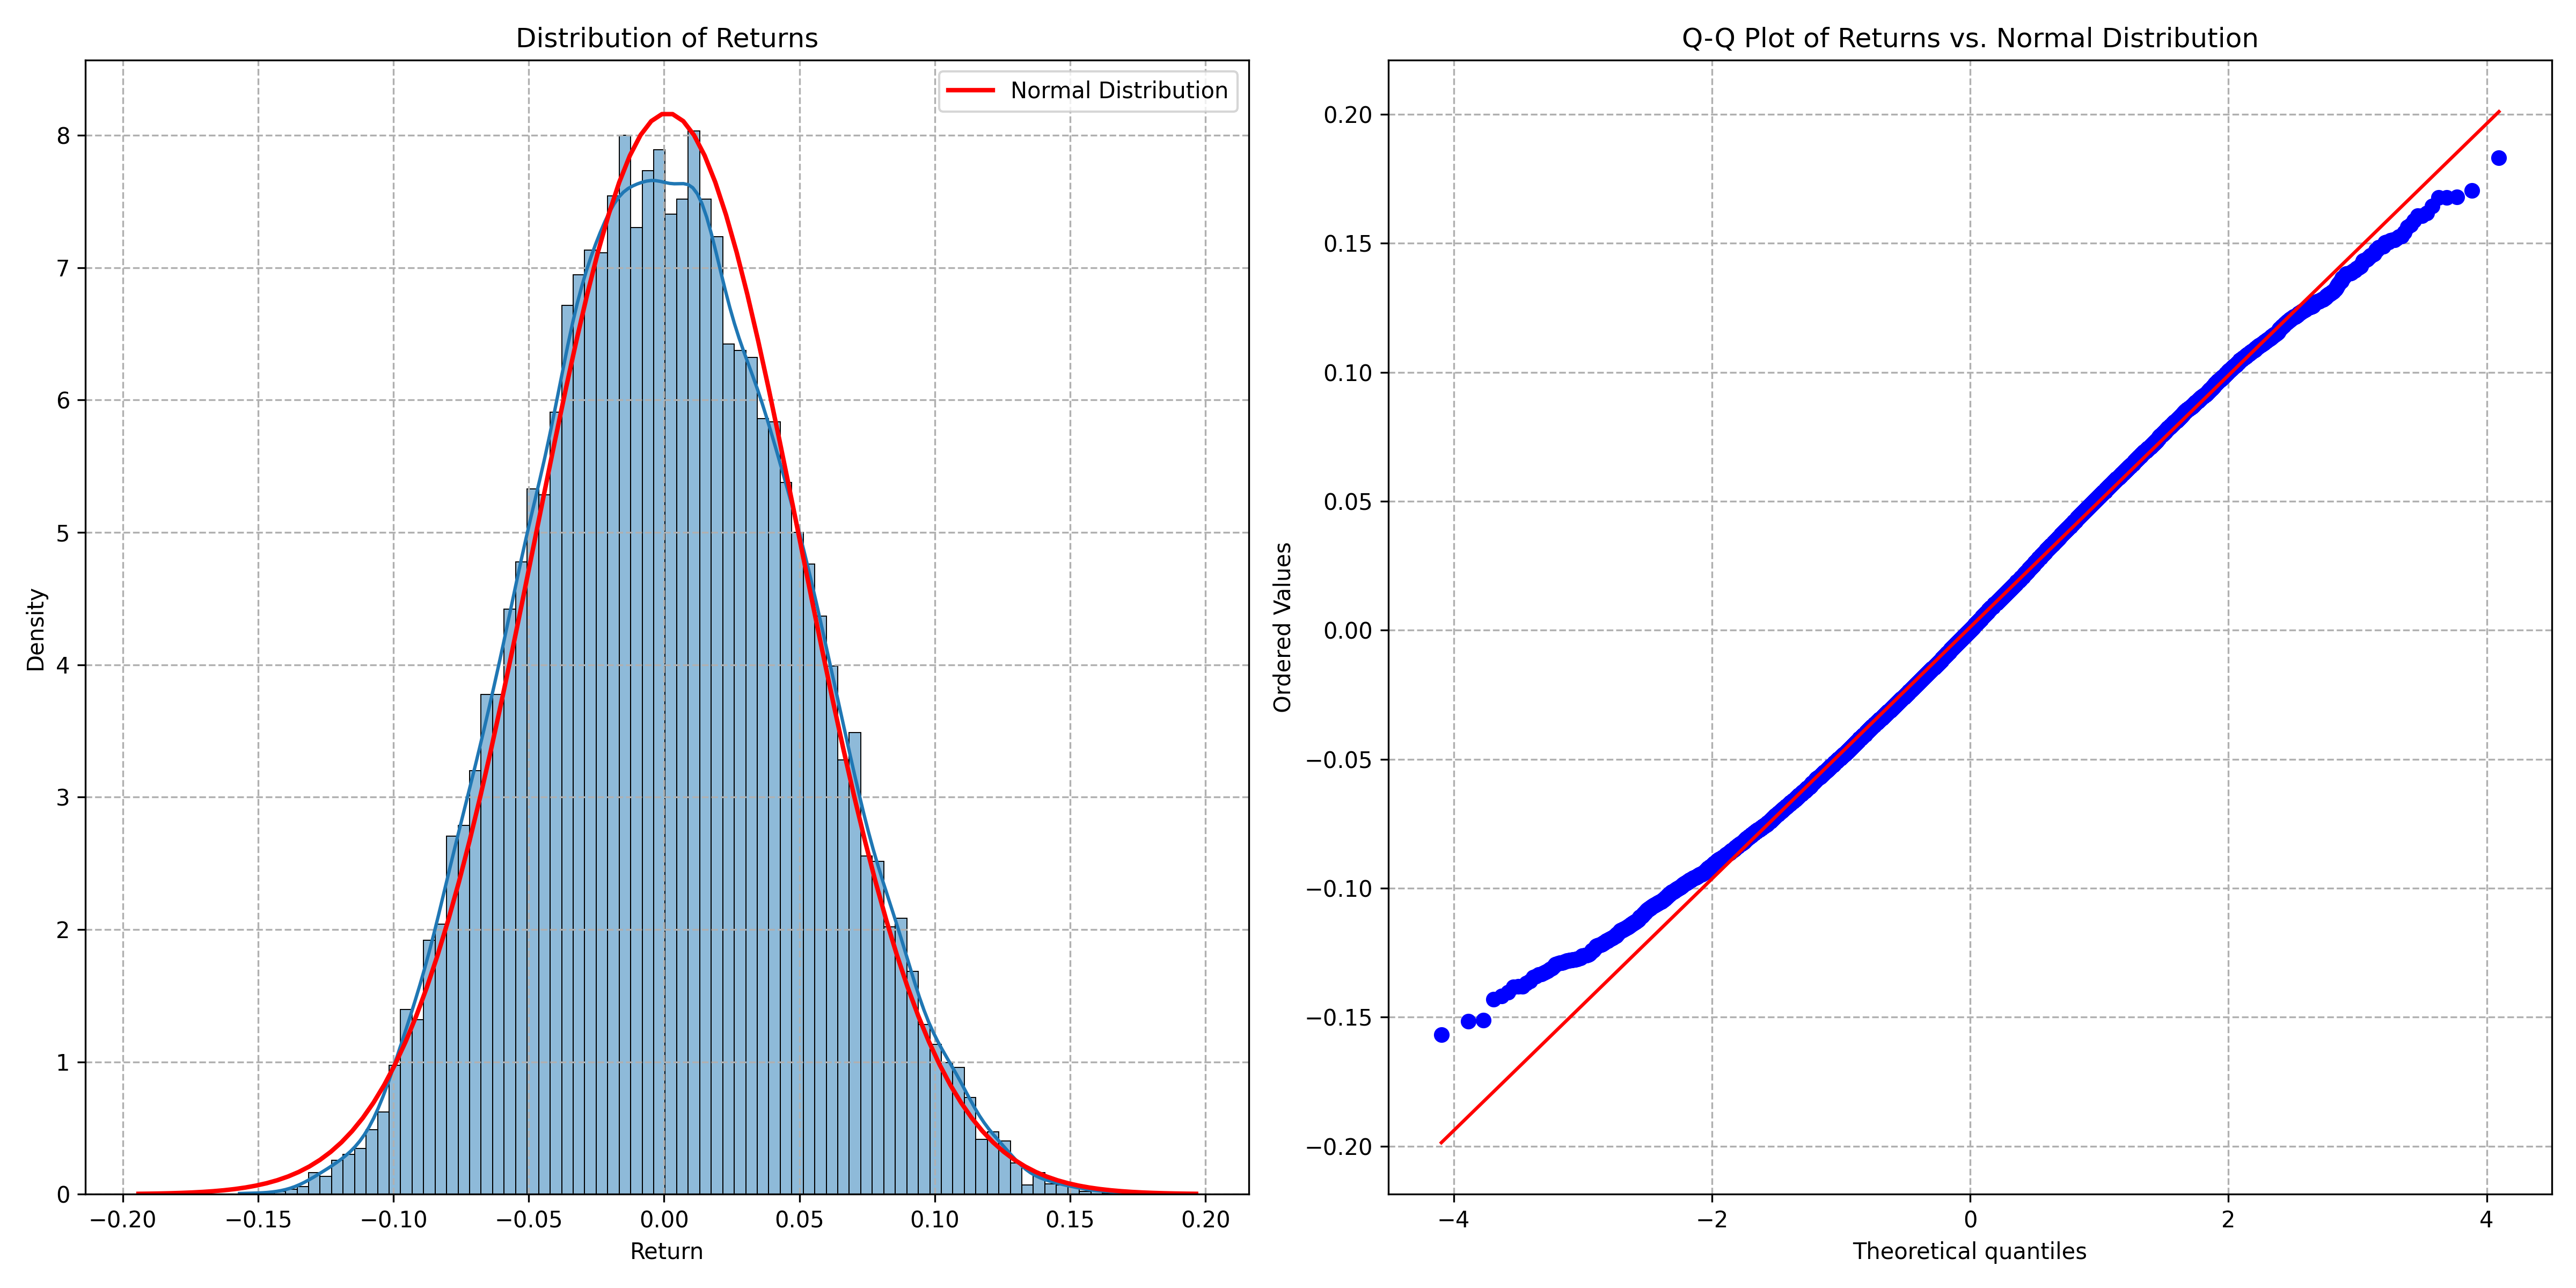 Distribution of Returns
Normal Distribution
Density
8
7
6
5
4
3
2
1
0
−0.20 −0.15 −0.10 −0.05 0.00 0.05 0.10 0.15 0.20
Return
Q-Q Plot of Returns vs. Normal Distribution
Ordered Values
0.20
0.15
0.10
0.05
0.00
−0.05
−0.10
−0.15
−0.20
−4 −2 0 2 4
Theoretical quantiles